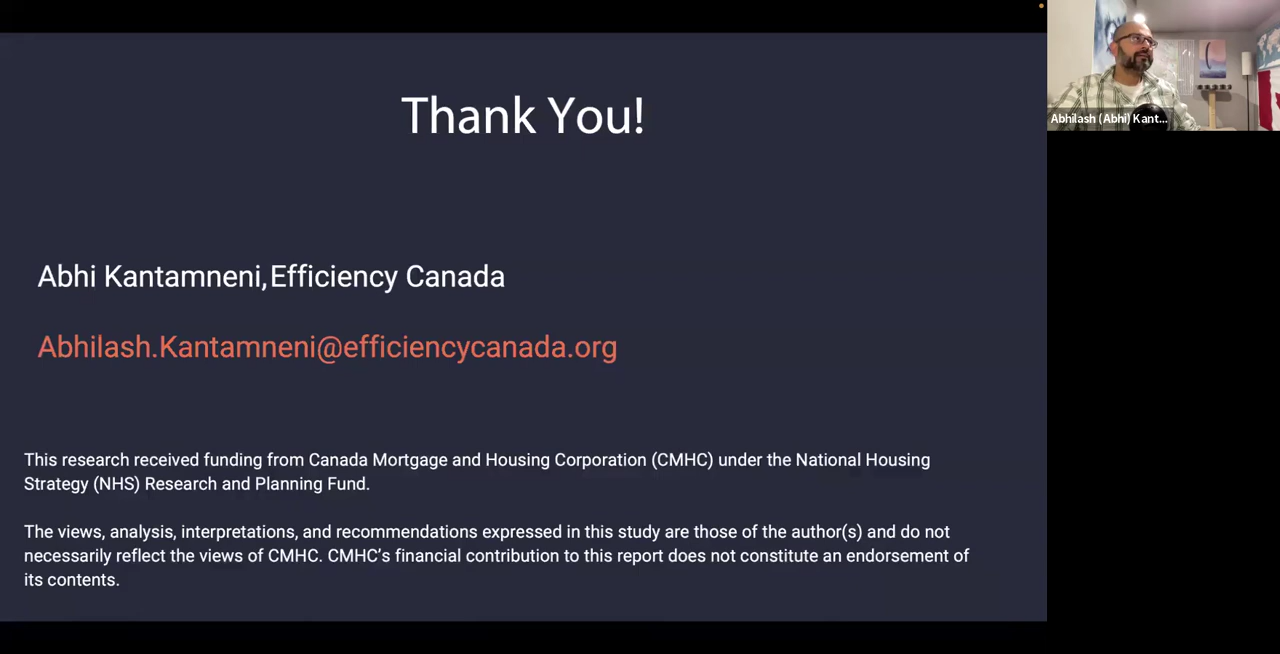 Thank You!
Abhi Kantamneni, Efficiency Canada
Abhilash.Kantamneni@efficiencycanada.org
This research received funding from Canada Mortgage and Housing Corporation (CMHC) under the National Housing
Strategy (NHS) Research and Planning Fund.
The views, analysis, interpretations, and recommendations expressed in this study are those of the author(s) and do not
necessarily reflect the views of CMHC. CMHC's financial contribution to this report does not constitute an endorsement of
its contents.
Abhilash (Abhi) Kant...